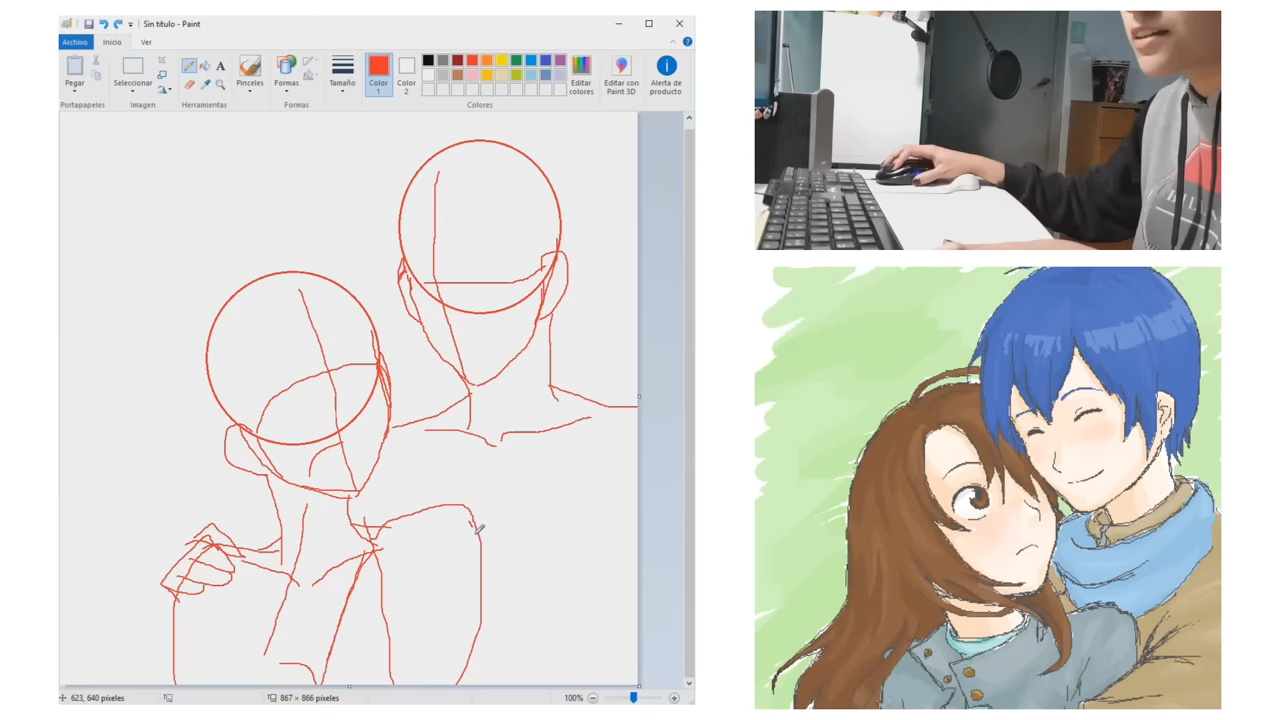 Sin título - Paint
Archivo
Inicio
Ver
Pegar
Seleccionar
Pinceles
Formas
Tamaño
Color
1
Color
2
Editar
colores
Editar con
Paint 3D
Alerta de
producto
Portapapeles
Imagen
Herramientas
Formas
Colores
623, 640 píxeles
867 × 866 píxeles
100%